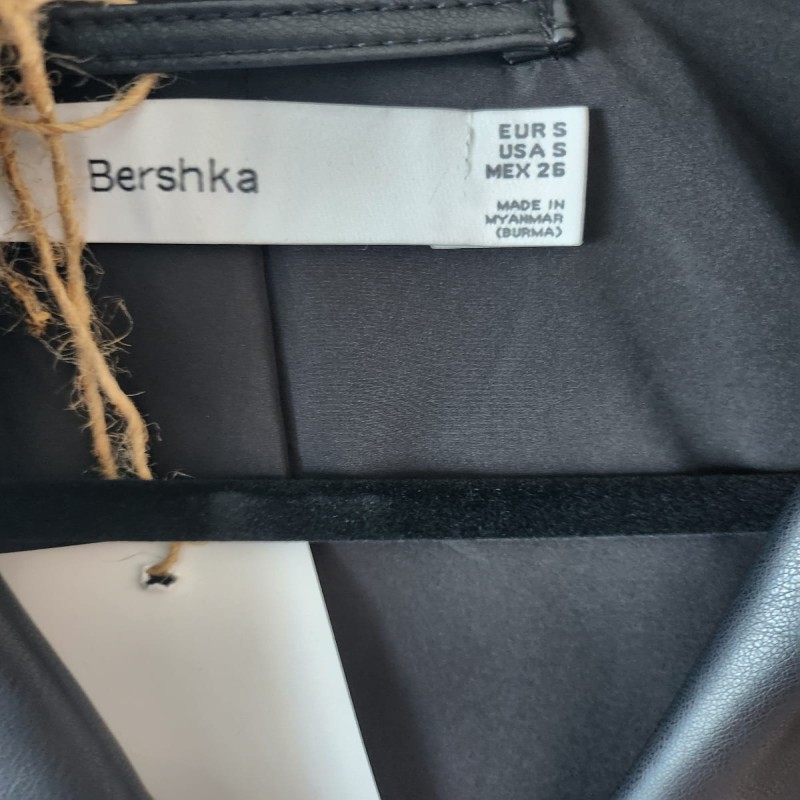 Bershka
EUR S
USA S
MEX 26
MADE IN
MYANMAR
(BURMA)